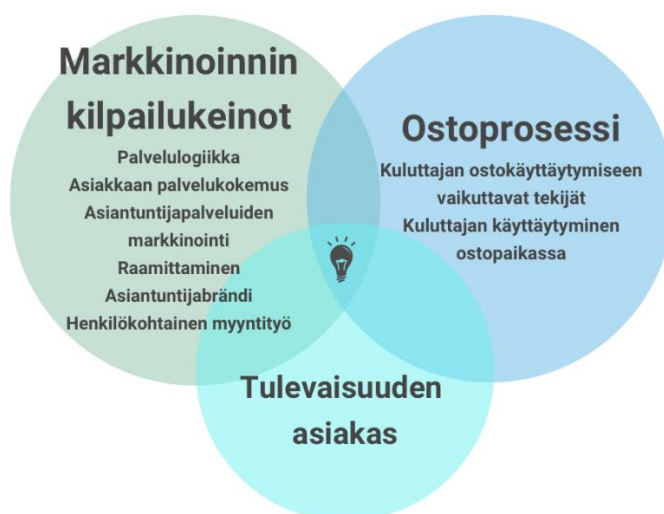 Markkinoinnin
kilpailukeinot
Palvelulogiikka
Asiakkaan palvelukokemus
Asiantuntijapalveluiden
markkinointi
Raamittaminen
Asiantuntijabrändi
Henkilökohtainen myyntityö
Ostoprosessi
Kuluttajan ostokäyttäytymiseen
vaikuttavat tekijät
Kuluttajan käyttäytyminen
ostopaikassa
Tulevaisuuden
asiakas